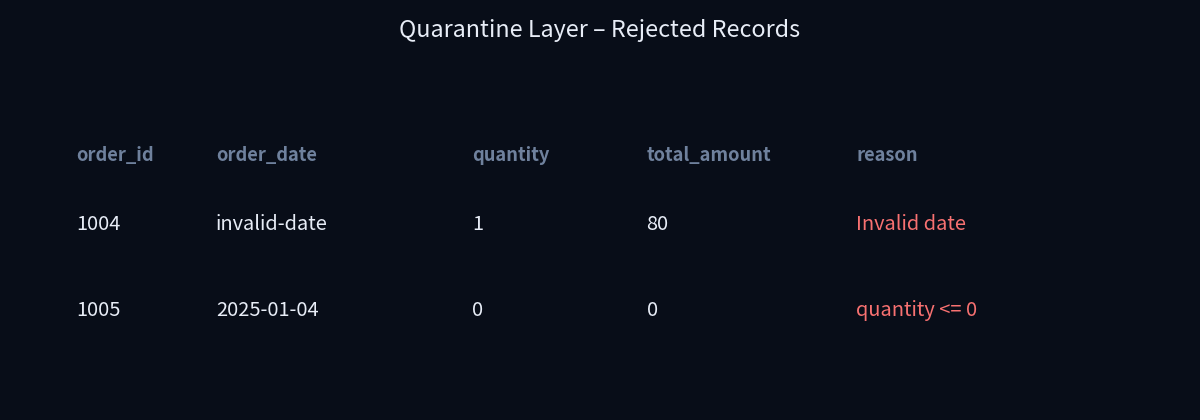 Quarantine Layer – Rejected Records
order_id order_date quantity total_amount reason
1004 invalid-date 1 80 Invalid date
1005 2025-01-04 0 0 quantity <= 0